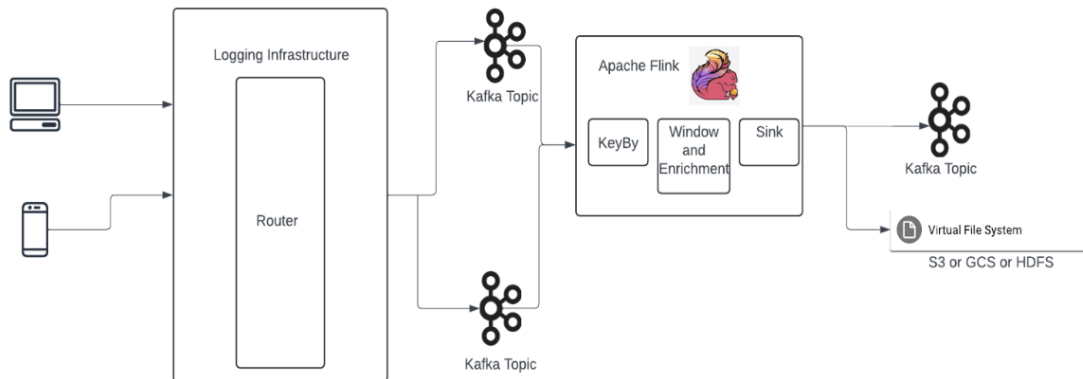 Logging Infrastructure
Router
Kafka Topic
Kafka Topic
Apache Flink
KeyBy
Window
and
Enrichment
Sink
Kafka Topic
Virtual File System
S3 or GCS or HDFS